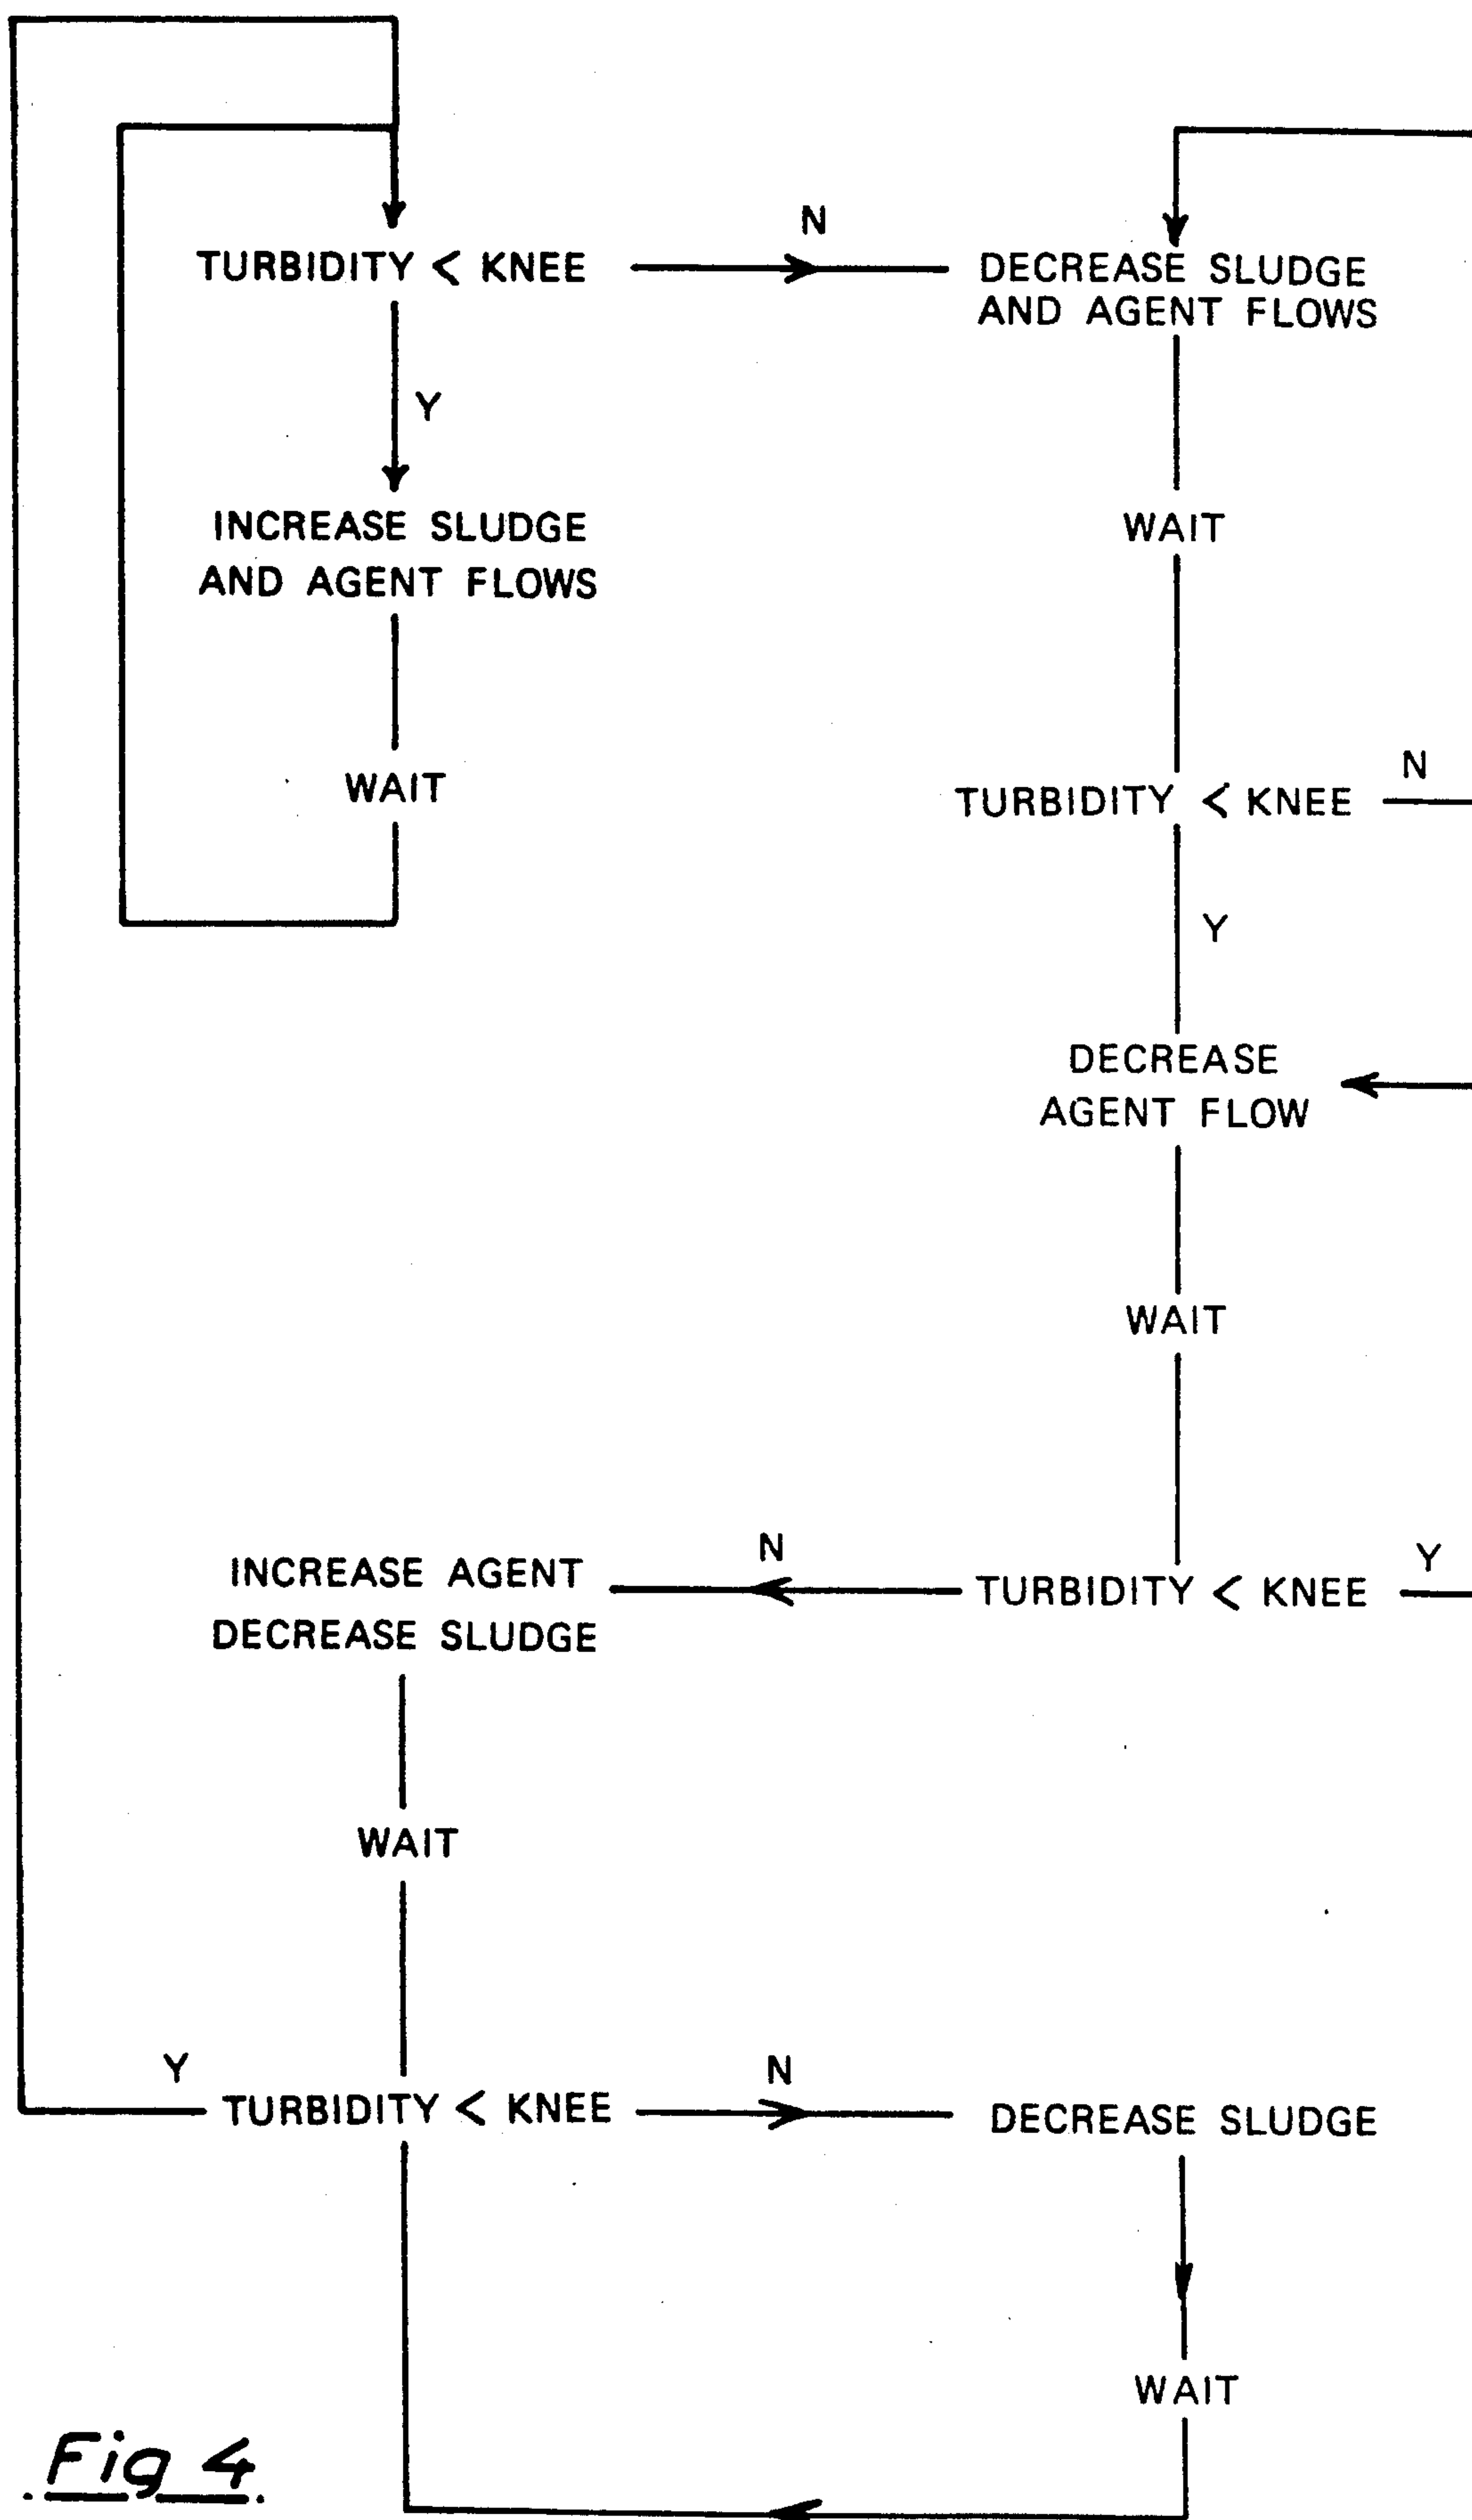 N
TURBIDITY < KNEE
DECREASE SLUDGE
AND AGENT FLOWS
Y
INCREASE SLUDGE
AND AGENT FLOWS
WAIT
WAIT
N
TURBIDITY < KNEE
Y
DECREASE
AGENT FLOW
WAIT
N
Y
INCREASE AGENT
DECREASE SLUDGE
TURBIDITY < KNEE
WAIT
Y
N
TURBIDITY < KNEE
DECREASE SLUDGE
WAIT
Fig 4